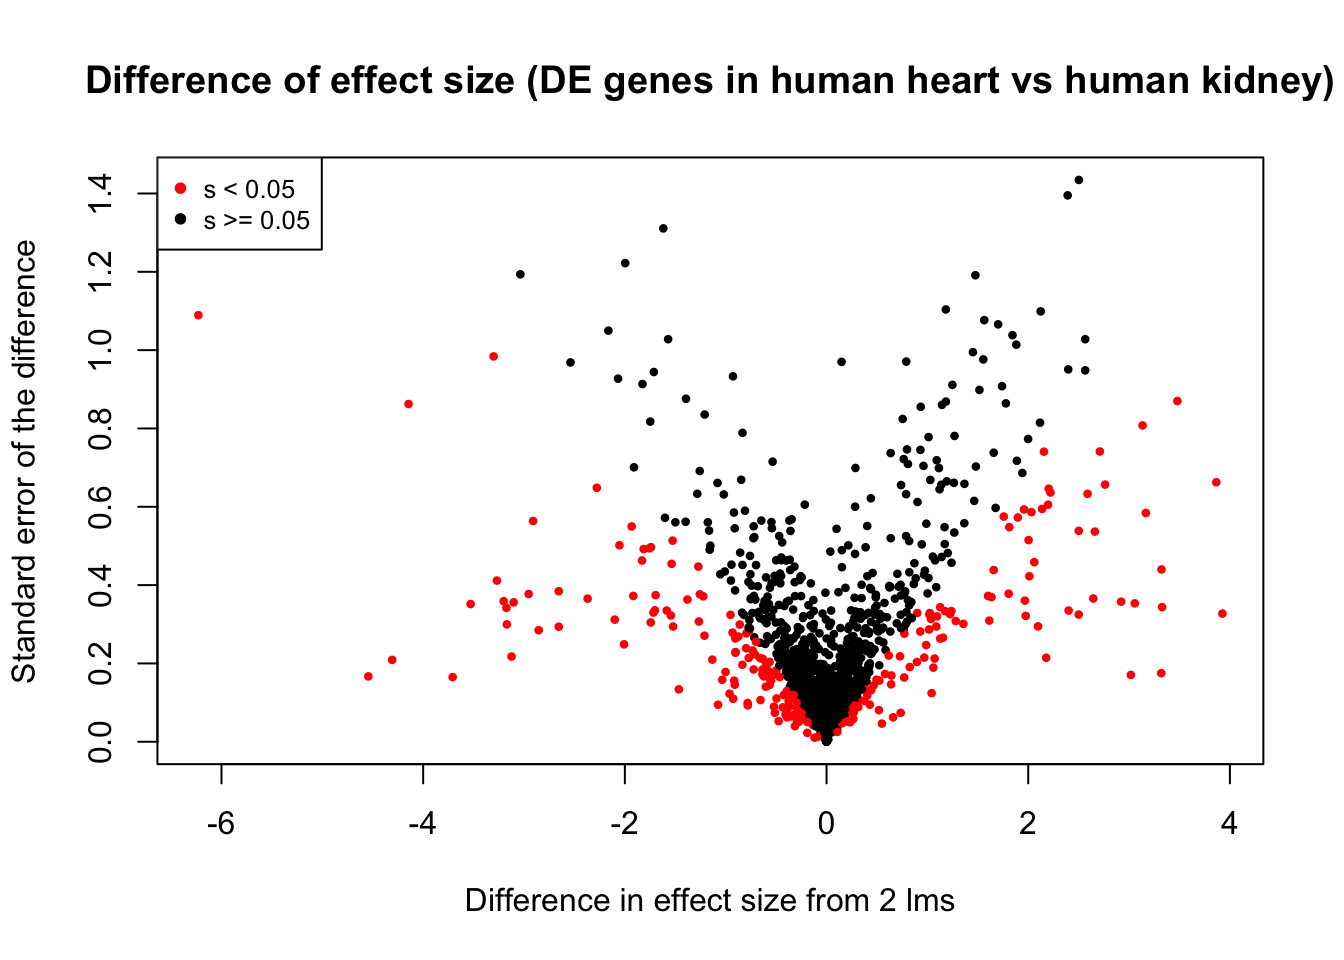 Difference of effect size (DE genes in human heart vs human kidney)
s < 0.05
s >= 0.05
Standard error of the difference
1.4
1.2
1.0
0.8
0.6
0.4
0.2
0.0
-6 -4 -2 0 2 4
Difference in effect size from 2 lms